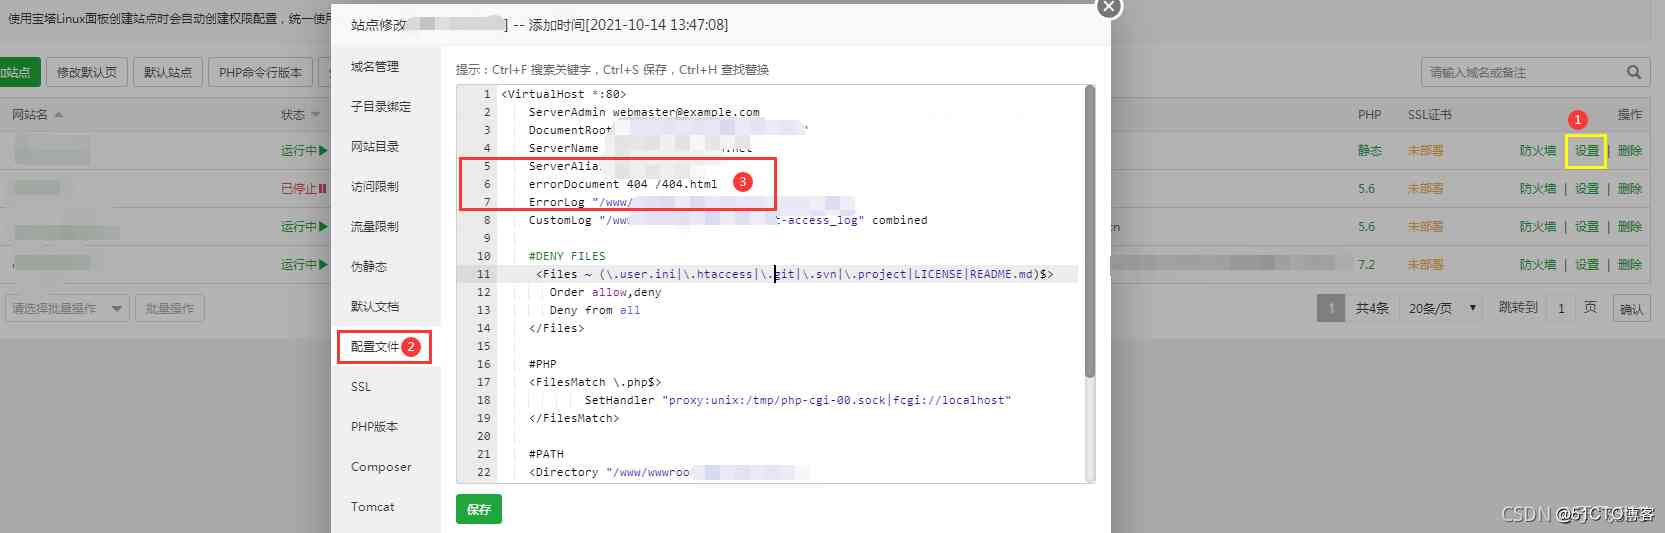 使用宝塔Linux面板创建站点时会自动创建权限配置，统一使用
站点修改
] -- 添加时间[2021-10-14 13:47:08]
加站点
修改默认页
默认站点
PHP命令行版本
请输入域名或备注
域名管理
子目录绑定
网站目录
访问限制
流量限制
伪静态
默认文档
配置文件 2
SSL
PHP版本
Composer
Tomcat
提示：Ctrl+F 搜索关键字，Ctrl+S 保存，Ctrl+H 查找替换
1 <VirtualHost *:80>
2 ServerAdmin webmaster@example.com
3 DocumentRoot
4 ServerName
5 ServerAlia
6 errorDocument 404 /404.html
3
7 ErrorLog "/www/
8 CustomLog "/ww t-access_log" combined
9
10 #DENY FILES
11 <Files ~ (\.user.ini|\.htaccess|\.git|\.svn|\.project|LICENSE|README.md)$>
12 Order allow,deny
13 Deny from all
14 </Files>
15
16 #PHP
17 <FilesMatch \.php$>
18 SetHandler "proxy:unix:/tmp/php-cgi-00.sock|fcgi://localhost"
19 </FilesMatch>
20
21 #PATH
22 <Directory "/www/wwwroo
保存
网站名 状态 PHP SSL证书 操作
1
运行中 静态 未部署 防火墙 设置 | 删除
已停止 5.6 未部署 防火墙 | 设置 | 删除
运行中 cn 5.6 未部署 防火墙 | 设置 | 删除
运行中 7.2 未部署 防火墙 | 设置 | 删除
请选择批量操作 批量操作
1 共4条 20条/页 跳转到 1 页 确认
CSDN @51CTO博客